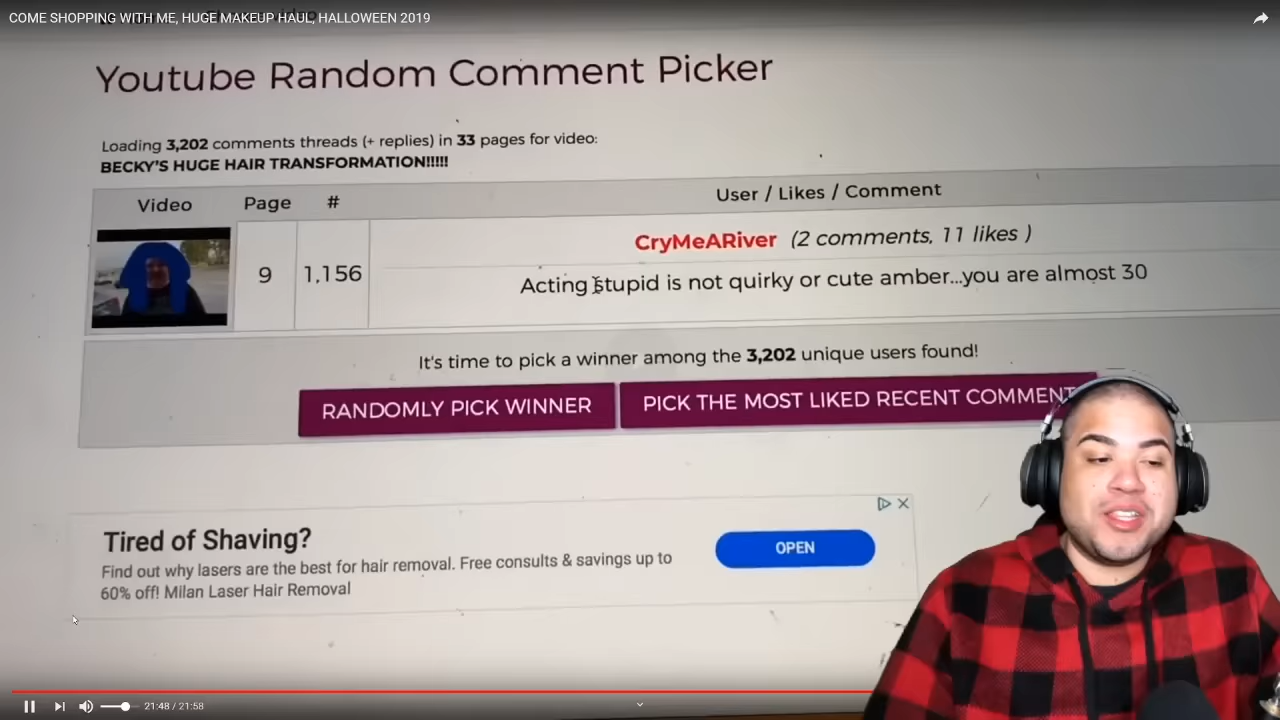 COME SHOPPING WITH ME, HUGE MAKEUP HAUL, HALLOWEEN 2019
Youtube Random Comment Picker
Loading 3,202 comments threads (+ replies) in 33 pages for video:
BECKY'S HUGE HAIR TRANSFORMATION!!!!!
Video Page # User / Likes / Comment
CryMeARiver (2 comments, 11 likes )
9 1,156
Acting stupid is not quirky or cute amber...you are almost 30
It's time to pick a winner among the 3,202 unique users found!
RANDOMLY PICK WINNER PICK THE MOST LIKED RECENT COMMENT
Tired of Shaving?
Find out why lasers are the best for hair removal. Free consults & savings up to
60% off! Milan Laser Hair Removal
OPEN
21:48 / 21:58